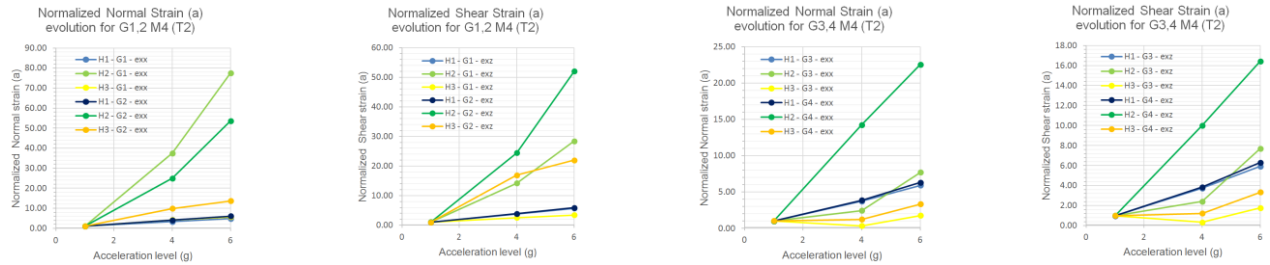 Normalized Normal Strain (a)
evolution for G1,2 M4 (T2)
Normalized Normal strain (a)
90.00
80.00
70.00
60.00
50.00
40.00
30.00
20.00
10.00
0.00
H1 - G1 - exx
H2 - G1 - exx
H3 - G1 - exx
H1 - G2 - exx
H2 - G2 - exx
H3 - G2 - exx
0 2 4 6
Acceleration level (g)
Normalized Shear Strain (a)
evolution for G1,2 M4 (T2)
Normalized Shear strain (a)
60.00
50.00
40.00
30.00
20.00
10.00
0.00
H1 - G1 - exz
H2 - G1 - exz
H3 - G1 - exz
H1 - G2 - exz
H2 - G2 - exz
H3 - G2 - exz
0 2 4 6
Acceleration level (g)
Normalized Normal Strain (a)
evolution for G3,4 M4 (T2)
Normalized Normal strain (a)
25.00
20.00
15.00
10.00
5.00
0.00
H1 - G3 - exx
H2 - G3 - exx
H3 - G3 - exx
H1 - G4 - exx
H2 - G4 - exx
H3 - G4 - exx
0 2 4 6
Acceleration level (g)
Normalized Shear Strain (a)
evolution for G3,4 M4 (T2)
Normalized Shear strain (a)
18.00
16.00
14.00
12.00
10.00
8.00
6.00
4.00
2.00
0.00
H1 - G3 - exz
H2 - G3 - exz
H3 - G3 - exz
H1 - G4 - exz
H2 - G4 - exz
H3 - G4 - exz
0 2 4 6
Acceleration level (g)